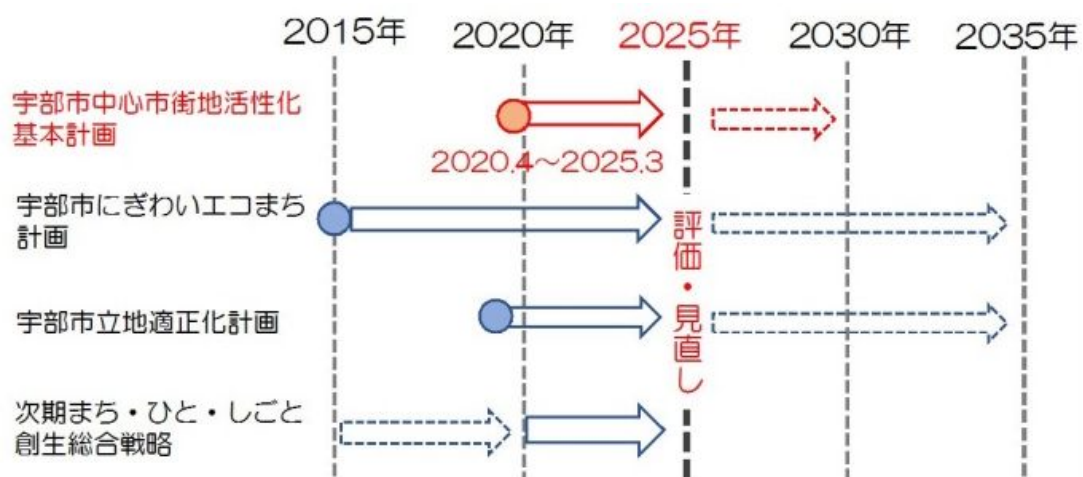 2015年 2020年 2025年 2030年 2035年
宇部市中心市街地活性化
基本計画
2020.4～2025.3
宇部市にぎわいエコまち
計画
宇部市立地適正化計画
次期まち・ひと・しごと
創生総合戦略
評価・見直し